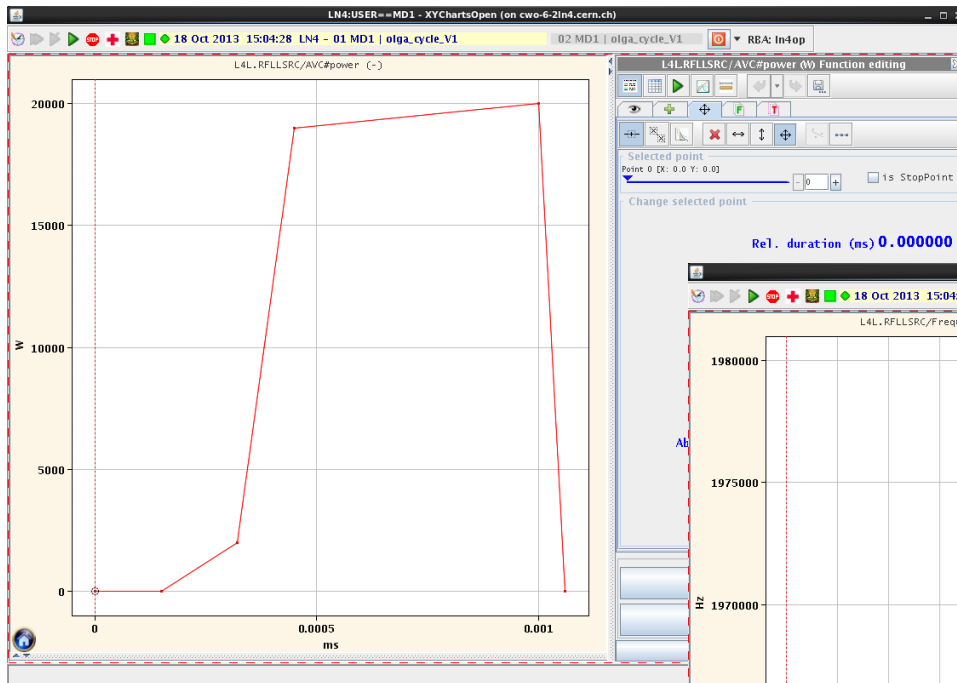 LN4:USER==MD1 - XYChartsOpen (on cwo-6-2ln4.cern.ch)
STOP
18 Oct 2013 15:04:28 LN4 - 01 MD1 | olga_cycle_V1
02 MD1 | olga_cycle_V1
RBA: ln4op
L4L.RFLLSRC/AVC#power (-)
20000
15000
10000
5000
0
W
0
0.0005
0.001
ms
L4L.RFLLSRC/AVC#power (W) Function editing
F
T
Selected point
Point 0 [X: 0.0 Y: 0.0]
- 0 +
is StopPoint
Change selected point
Rel. duration (ms) 0.000000
Ab
STOP
18 Oct 2013 15:04:
L4L.RFLLSRC/Frequ
1980000
1975000
1970000
Hz